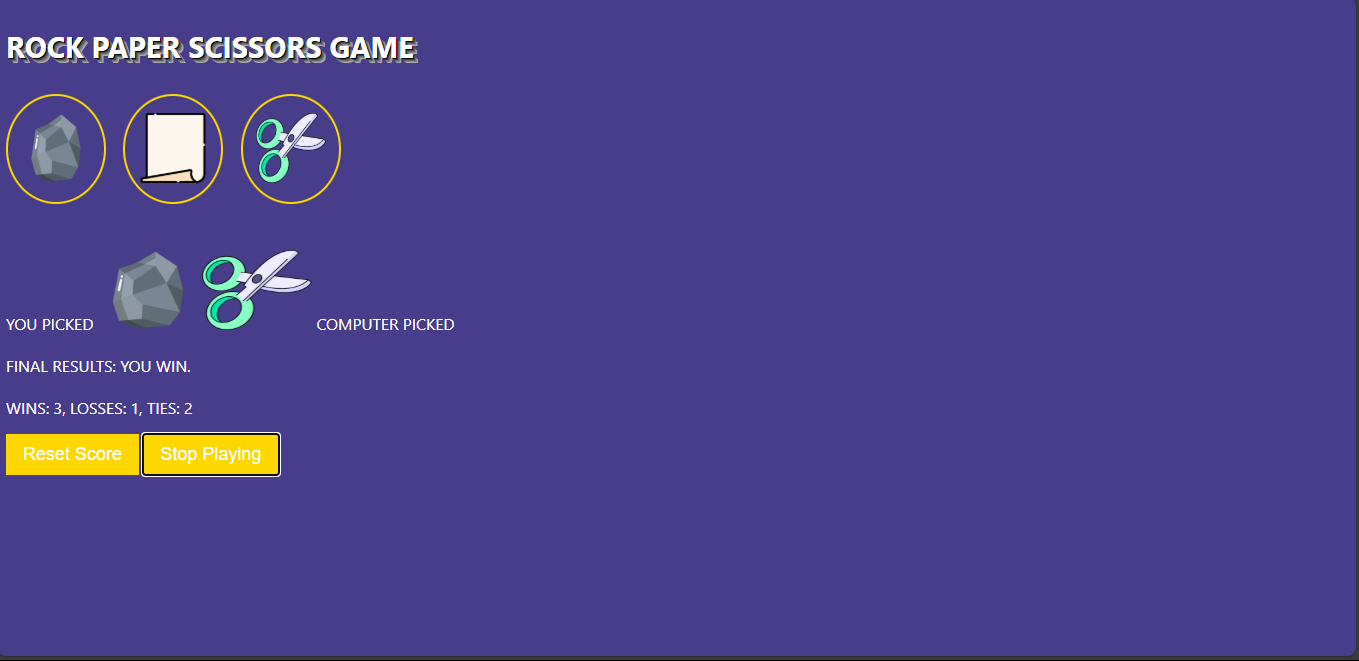 ROCK PAPER SCISSORS GAME
YOU PICKED COMPUTER PICKED
FINAL RESULTS: YOU WIN.
WINS: 3, LOSSES: 1, TIES: 2
Reset Score Stop Playing